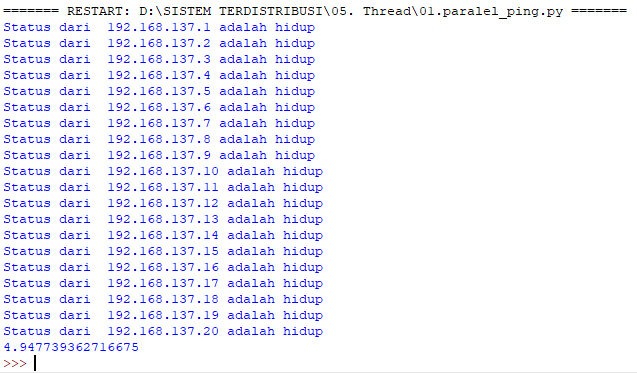 ======= RESTART: D:\SISTEM TERDISTRIBUSI\05. Thread\01.paralel_ping.py =======
Status dari  192.168.137.1 adalah hidup
Status dari  192.168.137.2 adalah hidup
Status dari  192.168.137.3 adalah hidup
Status dari  192.168.137.4 adalah hidup
Status dari  192.168.137.5 adalah hidup
Status dari  192.168.137.6 adalah hidup
Status dari  192.168.137.7 adalah hidup
Status dari  192.168.137.8 adalah hidup
Status dari  192.168.137.9 adalah hidup
Status dari  192.168.137.10 adalah hidup
Status dari  192.168.137.11 adalah hidup
Status dari  192.168.137.12 adalah hidup
Status dari  192.168.137.13 adalah hidup
Status dari  192.168.137.14 adalah hidup
Status dari  192.168.137.15 adalah hidup
Status dari  192.168.137.16 adalah hidup
Status dari  192.168.137.17 adalah hidup
Status dari  192.168.137.18 adalah hidup
Status dari  192.168.137.19 adalah hidup
Status dari  192.168.137.20 adalah hidup
4.947739362716675
>>>